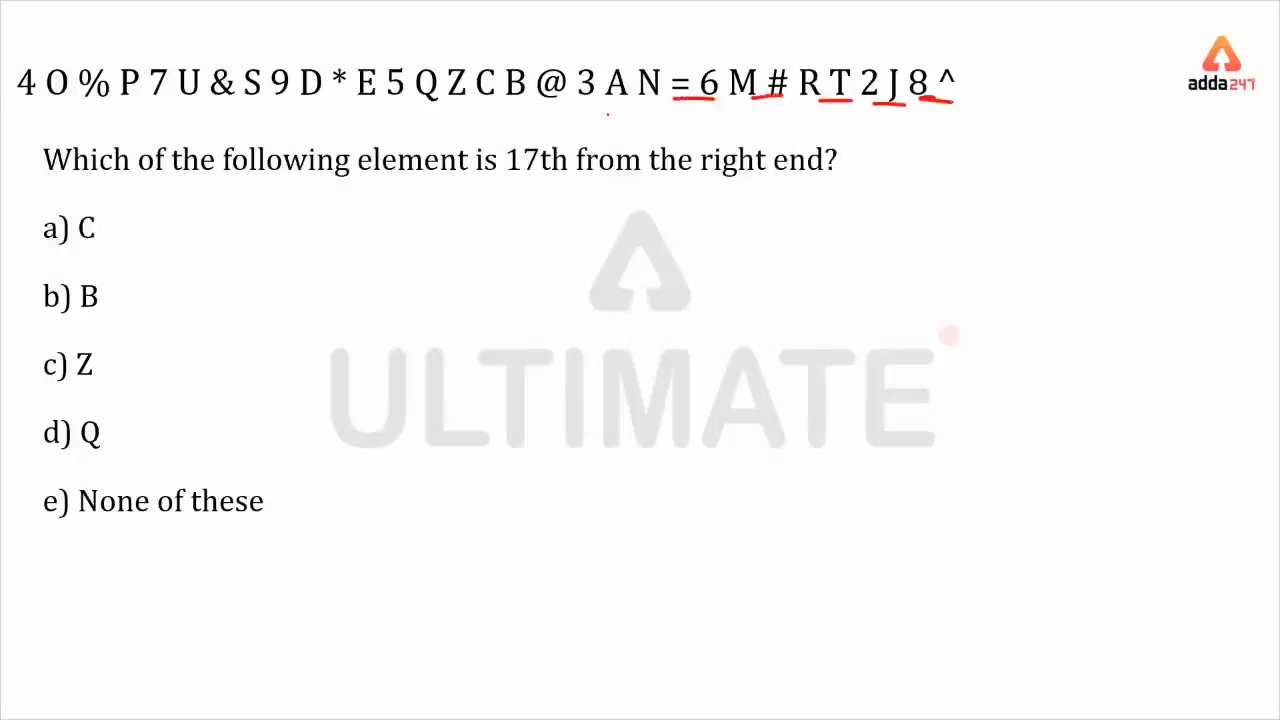 4 O % P 7 U & S 9 D * E 5 Q Z C B @ 3 A N = 6 M # R T 2 J 8 ^
adda247
Which of the following element is 17th from the right end?
a) C
b) B
c) Z
d) Q
e) None of these
ULTIMATE